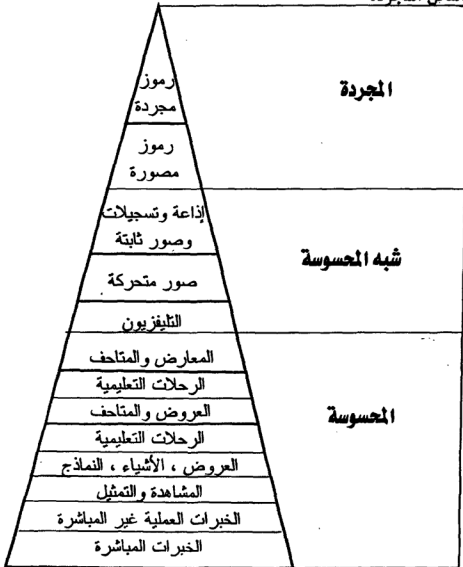 رموز
مجردة
المجردة
رموز
مصورة
إذاعة وتسجيلات
وصور ثابتة
شبه المحسوسة
صور متحركة
التليفزيون
المعارض والمتاحف
الرحلات التعليمية
العروض والمتاحف
المحسوسة
الرحلات التعليمية
العروض ، الأشياء ، النماذج
المشاهدة والتمثيل
الخبرات العملية غير المباشرة
الخبرات المباشرة